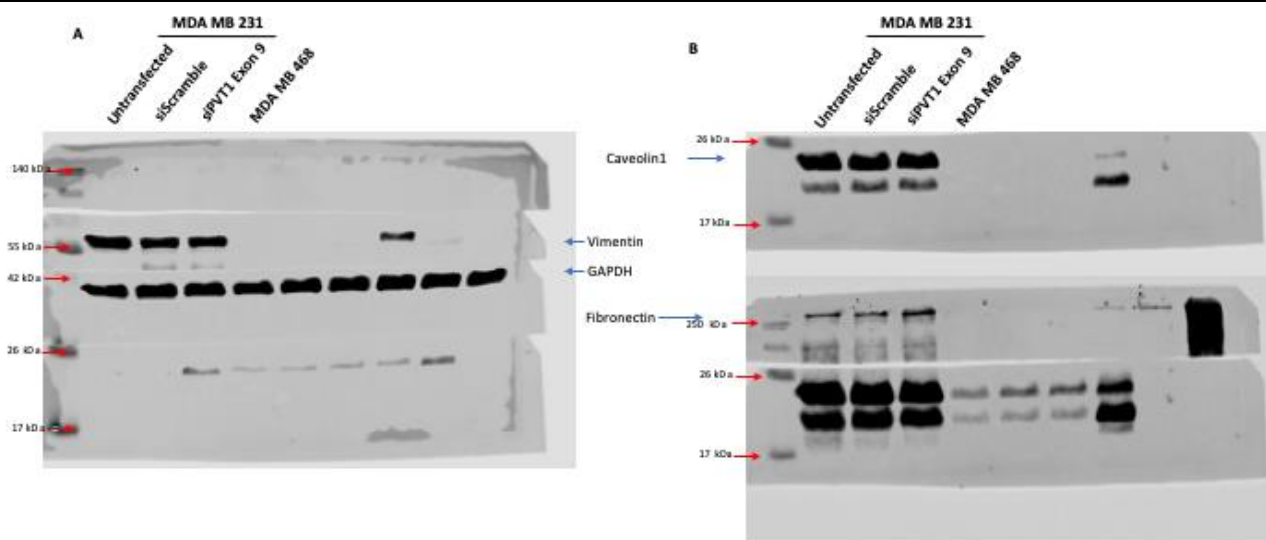 MDA MB 231
A
Untransfected
siScramble
siPVT1 Exon 9
MDA MB 468
140 kDa
55 kDa
42 kDa
26 kDa
17 kDa
Vimentin
GAPDH
MDA MB 231
B
Untransfected
siScramble
siPVT1 Exon 9
MDA MB 468
26 kDa
Caveolin1
17 kDa
Fibronectin
250 kDa
26 kDa
17 kDa